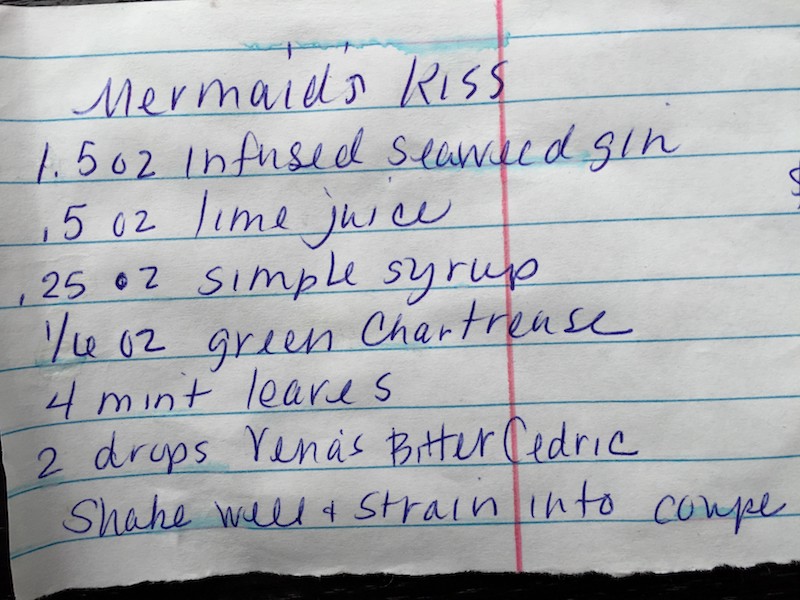 Mermaid's Kiss
1.5 oz infused seaweed gin
.5 oz lime juice
.25 oz simple syrup
1/6 oz green Chartreuse
4 mint leaves
2 drops Vena's Bitter Cedric
Shake well + strain into coupe
$